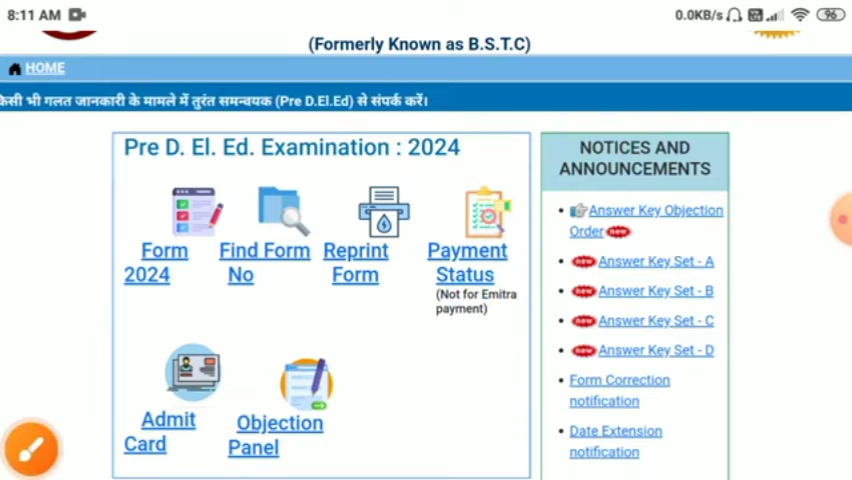 8:11 AM
0.0KB/s
96
(Formerly Known as B.S.T.C)
HOME
किसी भी गलत जानकारी के मामले में तुरंत समन्वयक (Pre D.El.Ed) से संपर्क करें।
Pre D. El. Ed. Examination : 2024
Form
2024
Find Form
No
Reprint
Form
Payment
Status
(Not for Emitra
payment)
Admit
Card
Objection
Panel
NOTICES AND
ANNOUNCEMENTS
Answer Key Objection
Order new
new Answer Key Set - A
new Answer Key Set - B
new Answer Key Set - C
new Answer Key Set - D
Form Correction
notification
Date Extension
notification